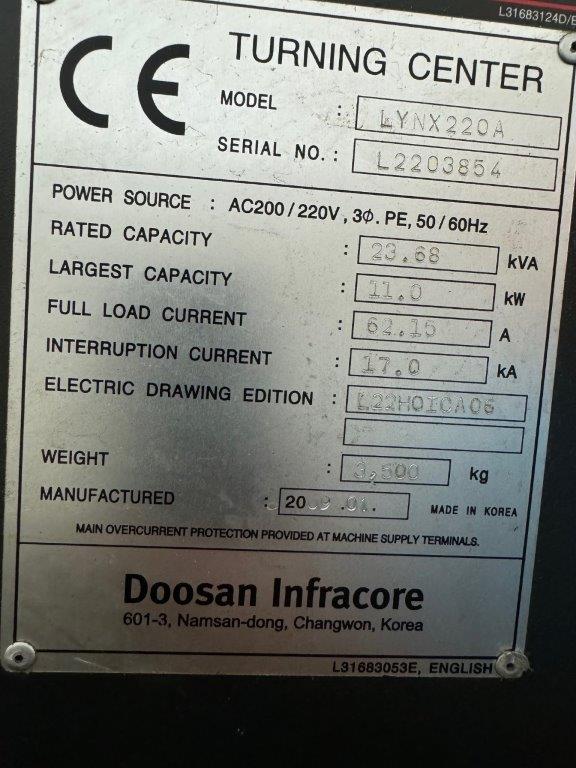 L31683124D/E
CE
TURNING CENTER
MODEL : LYNX220A
SERIAL NO. : L2203854
POWER SOURCE : AC200/220V, 3Φ. PE, 50/60Hz
RATED CAPACITY : 23.68 kVA
LARGEST CAPACITY : 11.0 kW
FULL LOAD CURRENT : 62.15 A
INTERRUPTION CURRENT : 17.0 kA
ELECTRIC DRAWING EDITION : L22HOICA06
WEIGHT : 3,500 kg
MANUFACTURED : 2009 .01. MADE IN KOREA
MAIN OVERCURRENT PROTECTION PROVIDED AT MACHINE SUPPLY TERMINALS.
Doosan Infracore
601-3, Namsan-dong, Changwon, Korea
L31683053E, ENGLISH